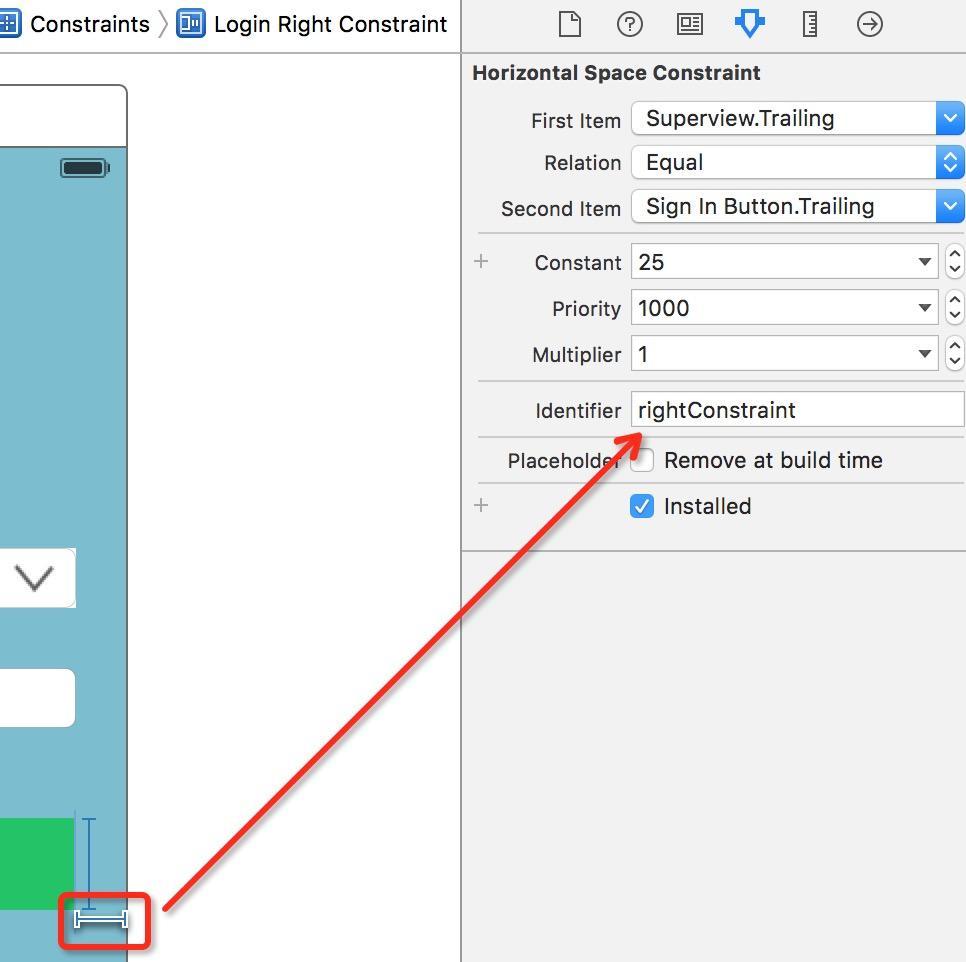 Constraints
Login Right Constraint
Horizontal Space Constraint
First Item Superview.Trailing
Relation Equal
Second Item Sign In Button.Trailing
Constant 25
Priority 1000
Multiplier 1
Identifier rightConstraint
Placeholder Remove at build time
Installed